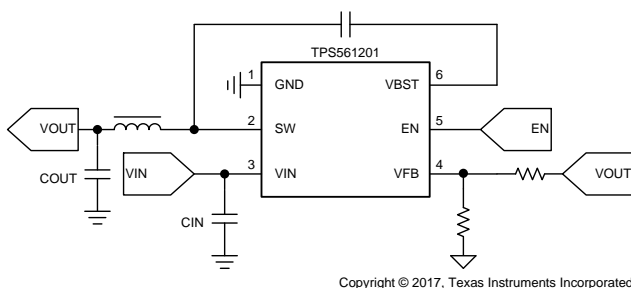 TPS561201
1 GND VBST 6
VOUT 2 SW EN 5 EN
COUT VIN 3 VIN VFB 4 VOUT
CIN
Copyright © 2017, Texas Instruments Incorporated